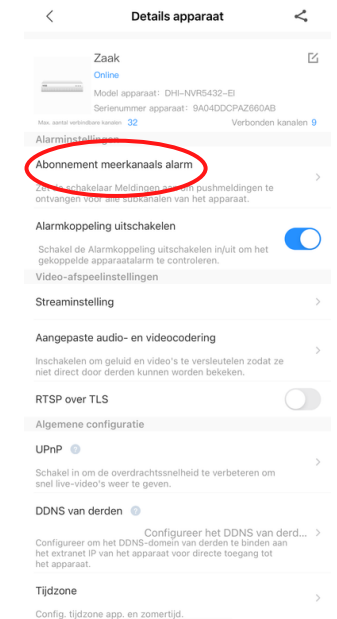 Details apparaat
Zaak
Online
Model apparaat: DHI-NVR5432-EI
Serienummer apparaat: 9A04DDCPAZ660AB
Max. aantal verbindbare kanalen 32 Verbonden kanalen 9
Alarminstellingen
Abonnement meerkanaals alarm
Zet de schakelaar Meldingen aan om pushmeldingen te
ontvangen voor alle subkanalen van het apparaat.
Alarmkoppeling uitschakelen
Schakel de Alarmkoppeling uitschakelen in/uit om het
gekoppelde apparaatalarm te controleren.
Video-afspeelinstellingen
Streaminstelling
Aangepaste audio- en videocodering
Inschakelen om geluid en video's te versleutelen zodat ze
niet direct door derden kunnen worden bekeken.
RTSP over TLS
Algemene configuratie
UPnP ?
Schakel in om de overdrachtssnelheid te verbeteren om
snel live-video's weer te geven.
DDNS van derden ?
Configureer het DDNS van derd...
Configureer om het DDNS-domein van derden te binden aan
het extranet IP van het apparaat voor directe toegang tot
het apparaat.
Tijdzone
Config. tijdzone app. en zomertijd.